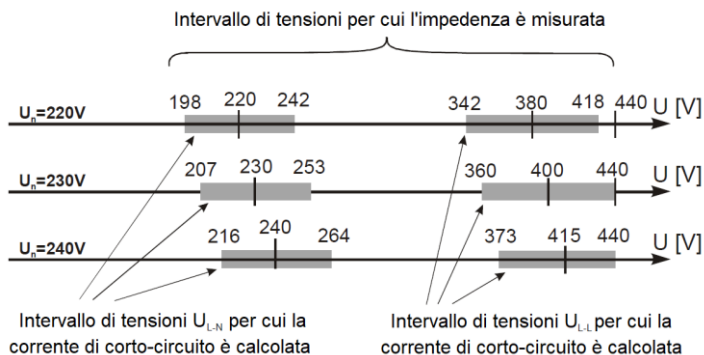 Intervallo di tensioni per cui l'impedenza è misurata
198 220 242 342 380 418 440 U [V]
Uₙ=220V
207 230 253 360 400 440 U [V]
Uₙ=230V
216 240 264 373 415 440 U [V]
Uₙ=240V
Intervallo di tensioni U_L-N per cui la
corrente di corto-circuito è calcolata
Intervallo di tensioni U_L-L per cui la
corrente di corto-circuito è calcolata